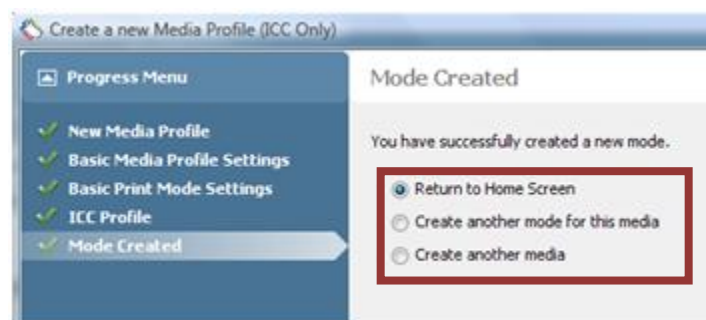 Create a new Media Profile (ICC Only)
Progress Menu
New Media Profile
Basic Media Profile Settings
Basic Print Mode Settings
ICC Profile
Mode Created
Mode Created
You have successfully created a new mode.
Return to Home Screen
Create another mode for this media
Create another media